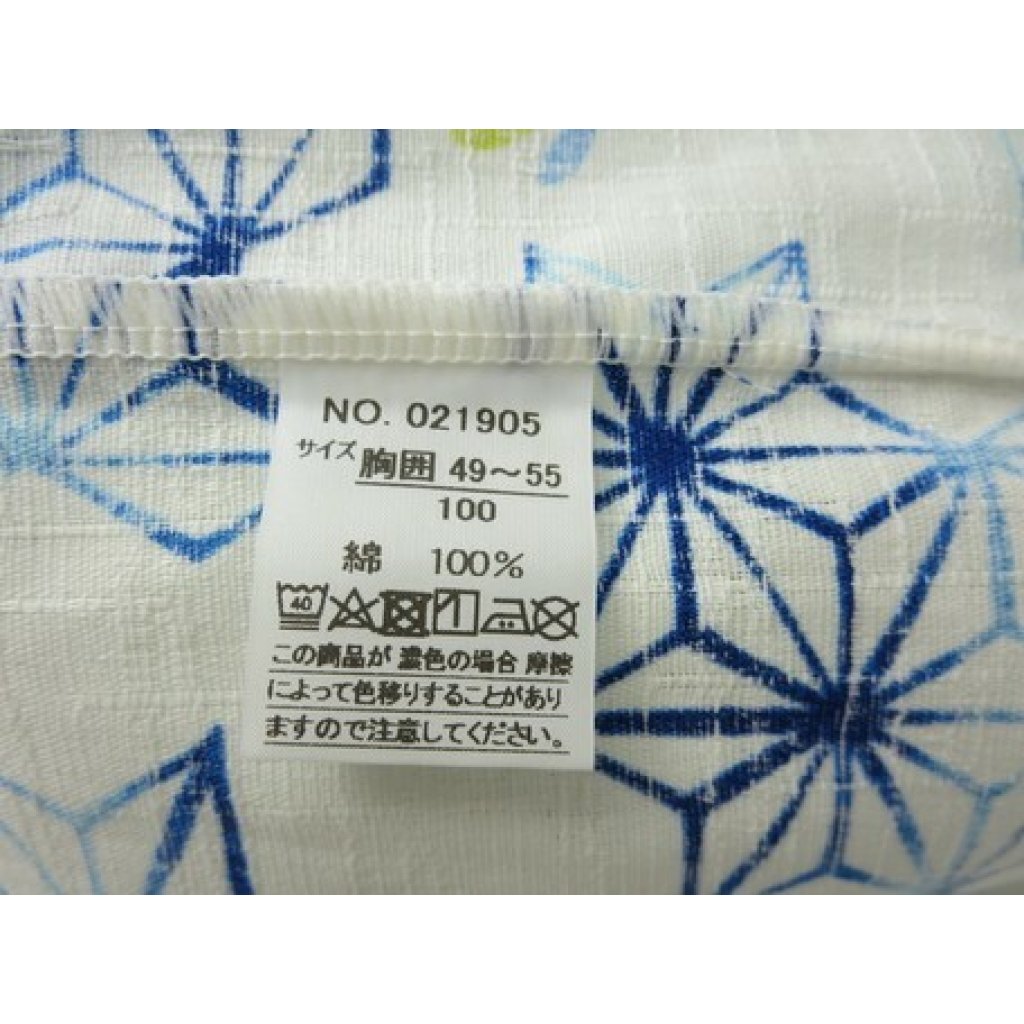 NO. 021905
サイズ 胸囲 49～55
100
綿 100%
40
この商品が 濃色の場合 摩擦
によって色移りすることがあり
ますので注意してください。